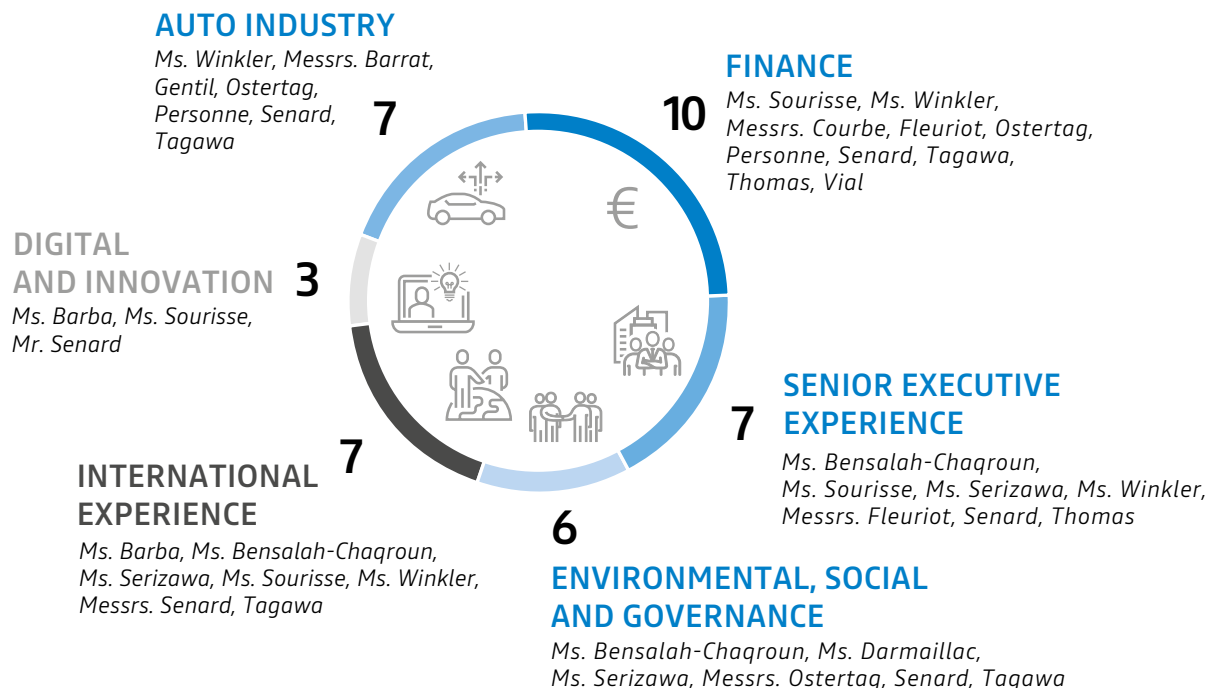 AUTO INDUSTRY
Ms. Winkler, Messrs. Barrat,
Gentil, Ostertag,
Personne, Senard,
Tagawa
7
FINANCE
10
Ms. Sourisse, Ms. Winkler,
Messrs. Courbe, Fleuriot, Ostertag,
Personne, Senard, Tagawa,
Thomas, Vial
€
DIGITAL
AND INNOVATION
3
Ms. Barba, Ms. Sourisse,
Mr. Senard
SENIOR EXECUTIVE
EXPERIENCE
7
Ms. Bensalah-Chaqroun,
Ms. Sourisse, Ms. Serizawa, Ms. Winkler,
Messrs. Fleuriot, Senard, Thomas
INTERNATIONAL
EXPERIENCE
7
Ms. Barba, Ms. Bensalah-Chaqroun,
Ms. Serizawa, Ms. Sourisse, Ms. Winkler,
Messrs. Senard, Tagawa
6
ENVIRONMENTAL, SOCIAL
AND GOVERNANCE
Ms. Bensalah-Chaqroun, Ms. Darmaillac,
Ms. Serizawa, Messrs. Ostertag, Senard, Tagawa